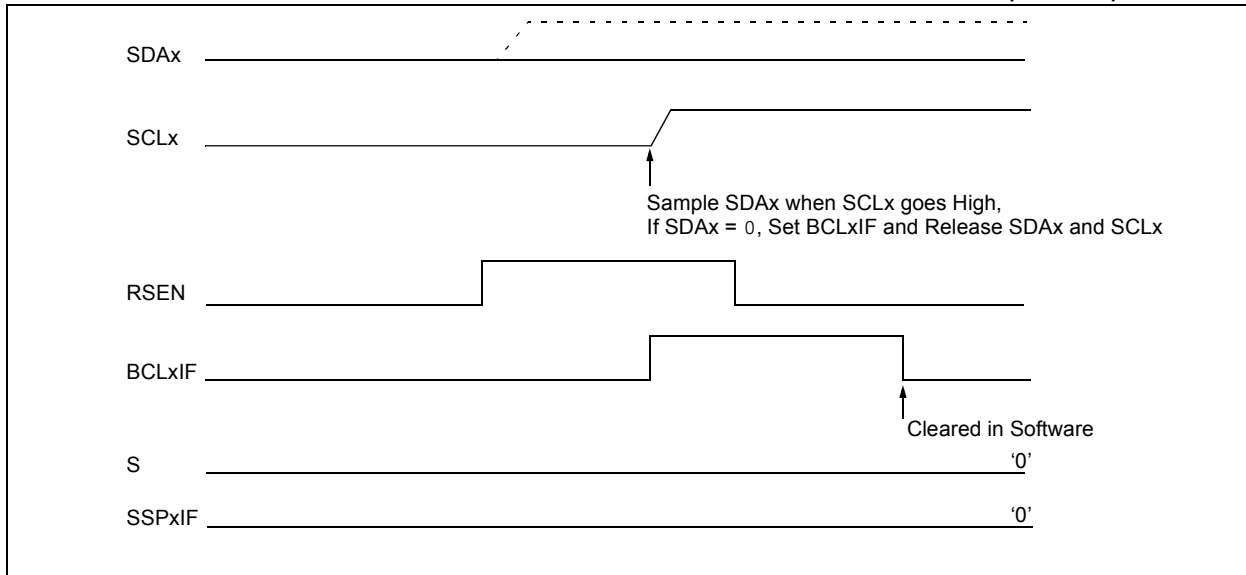 SDAx
SCLx
Sample SDAx when SCLx goes High,
If SDAx = 0, Set BCLxIF and Release SDAx and SCLx
RSEN
BCLxIF
Cleared in Software
S
‘0’
SSPxIF
‘0’